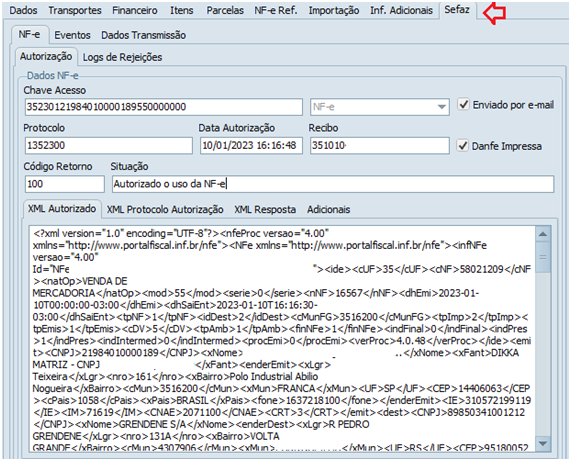 Dados Transportes Financeiro Itens Parcelas NF-e Ref. Importação Inf. Adicionais Sefaz
NF-e Eventos Dados Transmissão
Autorização Logs de Rejeições
Dados NF-e
Chave Acesso
35230121984010000189550000000 NF-e Enviado por e-mail
Protocolo Data Autorização Recibo
1352300 10/01/2023 16:16:48 351010 Danfe Impressa
Código Retorno Situação
100 Autorizado o uso da NF-e
XML Autorizado XML Protocolo Autorização XML Resposta Adicionais
<?xml version="1.0" encoding="UTF-8"?><nfeProc versao="4.00"
xmlns="http://www.portalfiscal.inf.br/nfe"><NFe xmlns="http://www.portalfiscal.inf.br/nfe"><infNFe
versao="4.00"
Id="NFe "><ide><cUF>35</cUF><cNF>58021209</cNF
><natOp>VENDA DE
MERCADORIA</natOp><mod>55</mod><serie>0</serie><nNF>16567</nNF><dhEmi>2023-01-
10T00:00:00-03:00</dhEmi><dhSaiEnt>2023-01-10T16:16:30-
03:00</dhSaiEnt><tpNF>1</tpNF><idDest>2</idDest><cMunFG>3516200</cMunFG><tpImp>2</tpImp><
tpEmis>1</tpEmis><cDV>5</cDV><tpAmb>1</tpAmb><finNFe>1</finNFe><indFinal>0</indFinal><indPres
>1</indPres><indIntermed>0</indIntermed><procEmi>0</procEmi><verProc>4.0.48</verProc></ide><emi
t><CNPJ>21984010000189</CNPJ><xNome> </xNome><xFant>DIKKA
MATRIZ - CNPJ </xFant><enderEmit><xLgr>
Teixeira</xLgr><nro>161</nro><xBairro>Polo Industrial Abilio
Nogueira</xBairro><cMun>3516200</cMun><xMun>FRANCA</xMun><UF>SP</UF><CEP>14406063</CEP
><cPais>1058</cPais><xPais>BRASIL</xPais><fone>1637218100</fone></enderEmit><IE>310572199119
</IE><IM>71619</IM><CNAE>2071100</CNAE><CRT>3</CRT></emit><dest><CNPJ>89850341001212
</CNPJ><xNome>GRENDENE S/A</xNome><enderDest><xLgr>R PEDRO
GRENDENE</xLgr><nro>131A</nro><xBairro>VOLTA
GRANDE</xBairro><cMun>4307906</cMun><xMun> </xMun><UF>RS</UF><CEP>95180052